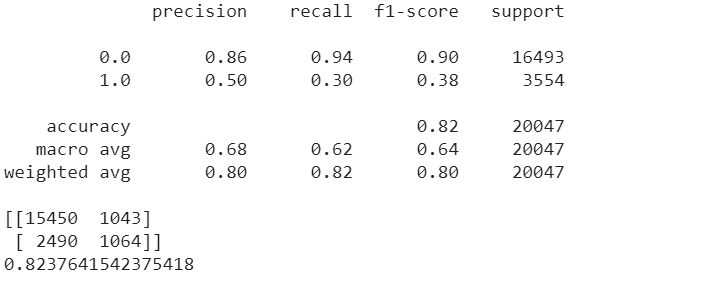 precision recall f1-score support
0.0 0.86 0.94 0.90 16493
1.0 0.50 0.30 0.38 3554
accuracy 0.82 20047
macro avg 0.68 0.62 0.64 20047
weighted avg 0.80 0.82 0.80 20047
[[15450 1043]
[ 2490 1064]]
0.8237641542375418